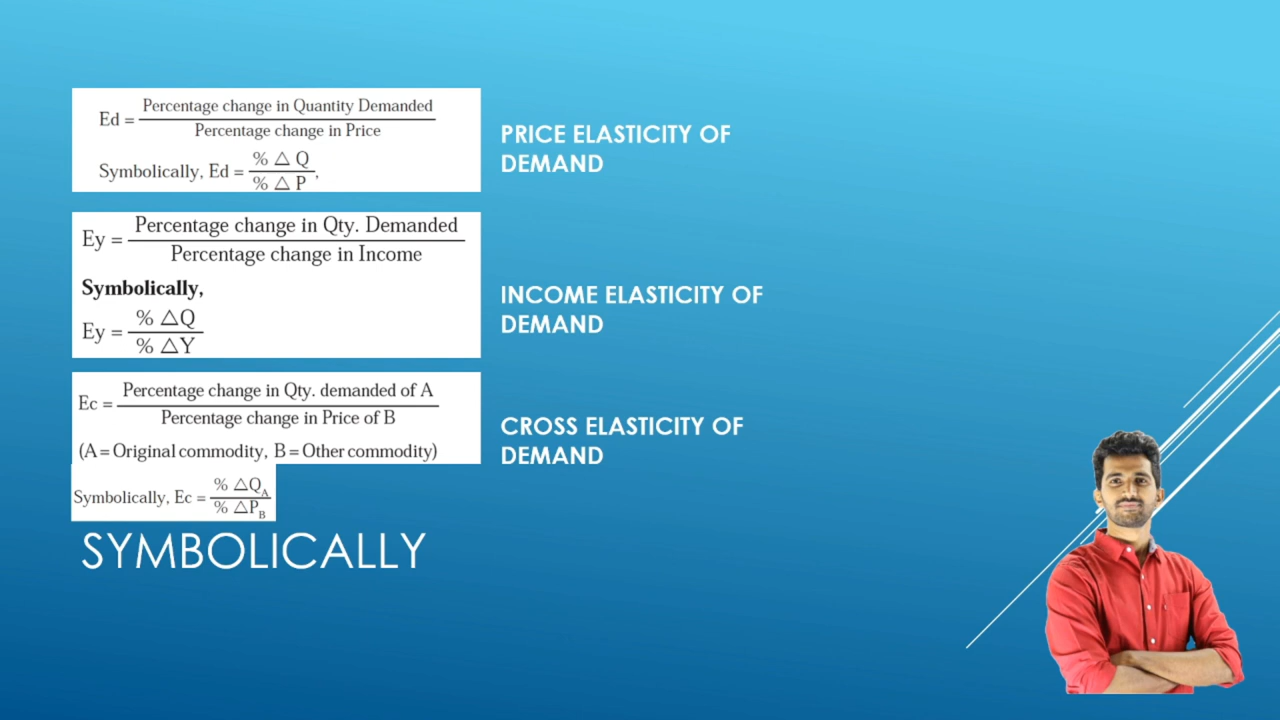 Ed = Percentage change in Quantity Demanded
Percentage change in Price
Symbolically, Ed = % △ Q
% △ P ,
PRICE ELASTICITY OF
DEMAND
Ey = Percentage change in Qty. Demanded
Percentage change in Income
Symbolically,
Ey = % △Q
% △Y
INCOME ELASTICITY OF
DEMAND
Ec = Percentage change in Qty. demanded of A
Percentage change in Price of B
(A = Original commodity, B = Other commodity)
Symbolically, Ec = % △Q_A
% △P_B
CROSS ELASTICITY OF
DEMAND
SYMBOLICALLY